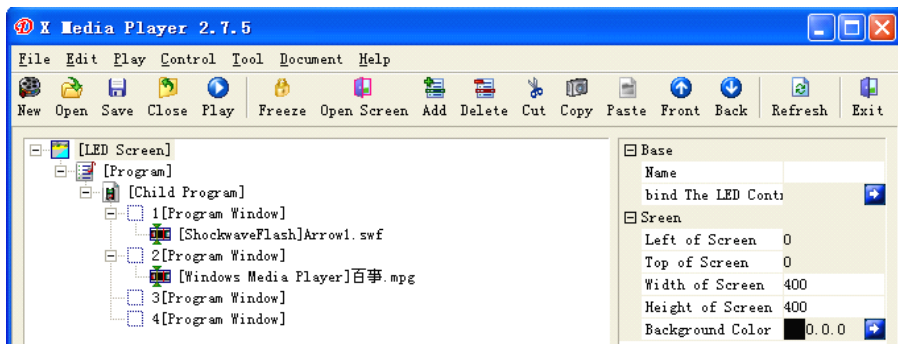 X Media Player 2.7.5
File Edit Play Control Tool Document Help
New Open Save Close Play Freeze Open Screen Add Delete Cut Copy Paste Front Back Refresh Exit
[LED Screen]
[Program]
[Child Program]
1[Program Window]
[ShockwaveFlash]Arrow1.swf
2[Program Window]
[Windows Media Player]百事.mpg
3[Program Window]
4[Program Window]
Base
Name
bind The LED Conti
Sreen
Left of Screen 0
Top of Screen 0
Width of Screen 400
Height of Screen 400
Background Color 0.0.0